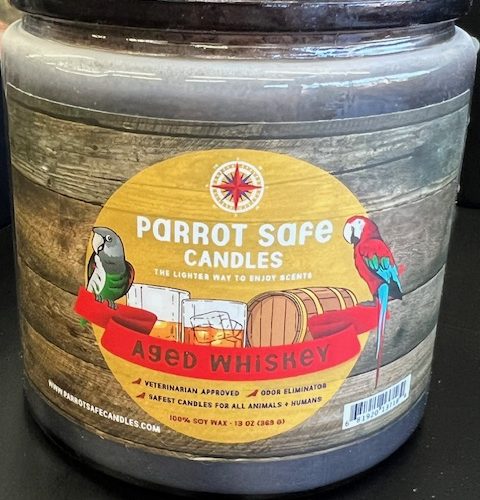 PARROT SAFE
CANDLES
THE LIGHTER WAY TO ENJOY SCENTS
AGED WHISKEY
VETERINARIAN APPROVED ODOR ELIMINATOR
SAFEST CANDLES FOR ALL ANIMALS + HUMANS
100% SOY WAX - 13 OZ (369 G)
WWW.PARROTSAFECANDLES.COM